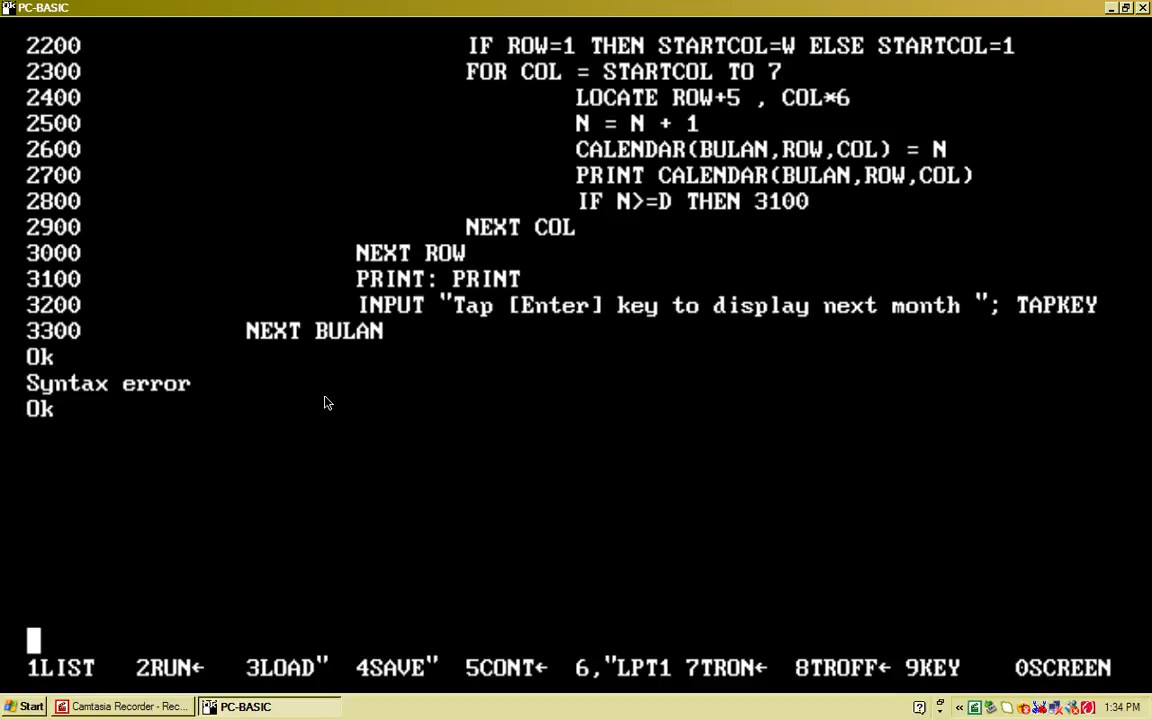 PC-BASIC
2200 IF ROW=1 THEN STARTCOL=W ELSE STARTCOL=1
2300 FOR COL = STARTCOL TO 7
2400 LOCATE ROW+5 , COL*6
2500 N = N + 1
2600 CALENDAR(BULAN,ROW,COL) = N
2700 PRINT CALENDAR(BULAN,ROW,COL)
2800 IF N>=D THEN 3100
2900 NEXT COL
3000 NEXT ROW
3100 PRINT: PRINT
3200 INPUT "Tap [Enter] key to display next month "; TAPKEY
3300 NEXT BULAN
Ok
Syntax error
Ok
1LIST 2RUN← 3LOAD" 4SAVE" 5CONT← 6,"LPT1 7TRON← 8TROFF← 9KEY 0SCREEN
Start Camtasia Recorder - Rec... PC-BASIC « 1:34 PM